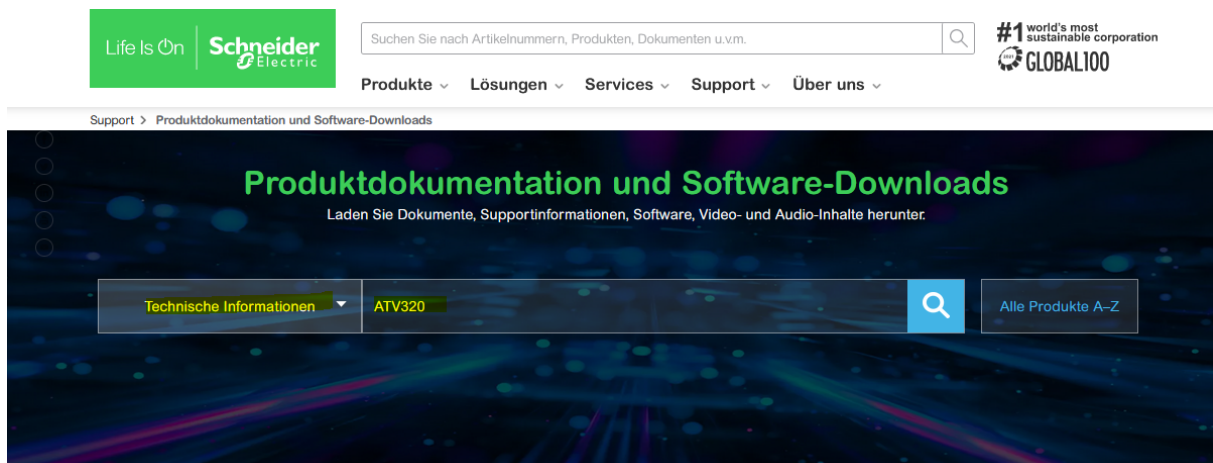 Life Is On
Schneider
Electric
Suchen Sie nach Artikelnummern, Produkten, Dokumenten u.v.m.
#1 world's most
sustainable corporation
GLOBAL100
Produkte Lösungen Services Support Über uns
Support > Produktdokumentation und Software-Downloads
Produktdokumentation und Software-Downloads
Laden Sie Dokumente, Supportinformationen, Software, Video- und Audio-Inhalte herunter.
Technische Informationen ATV320 Alle Produkte A–Z